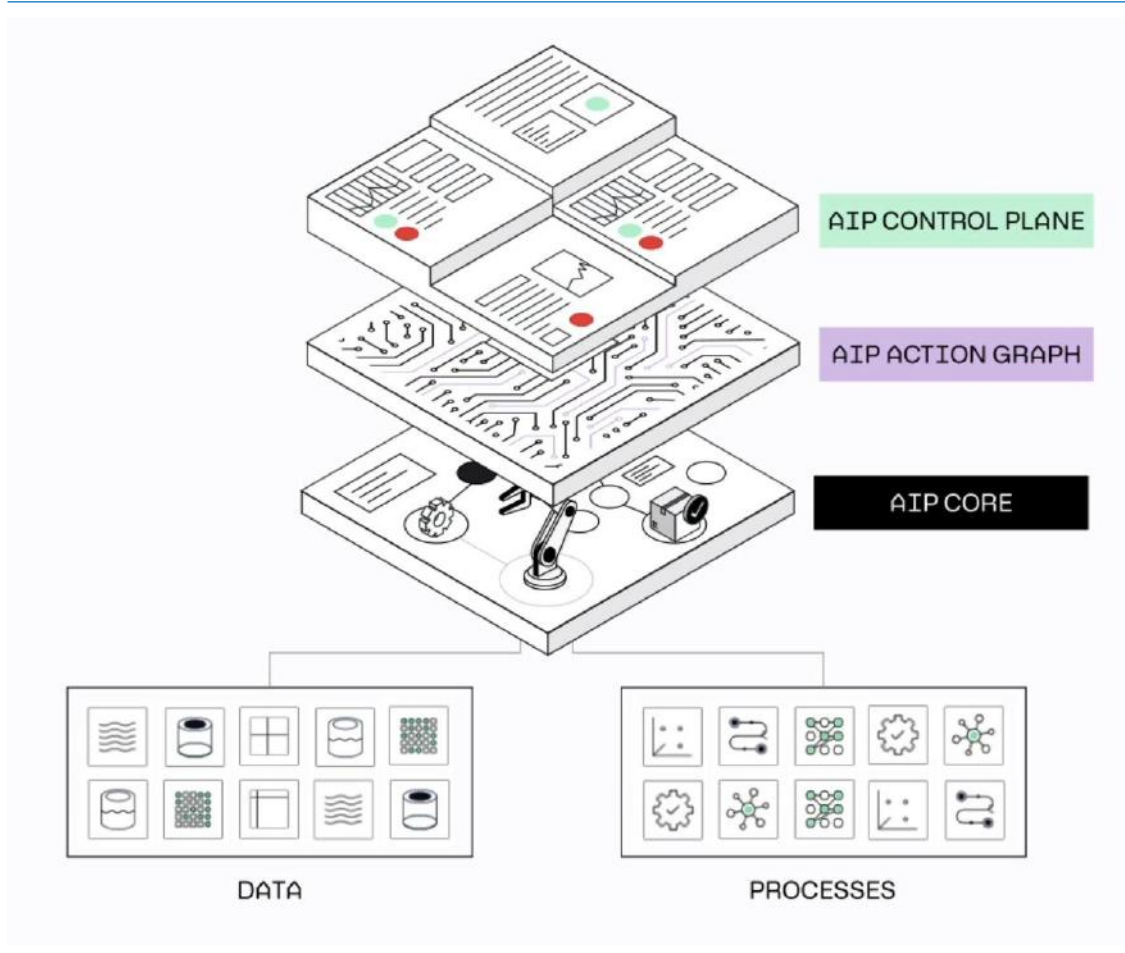 AIP CONTROL PLANE
AIP ACTION GRAPH
AIP CORE
DATA
PROCESSES